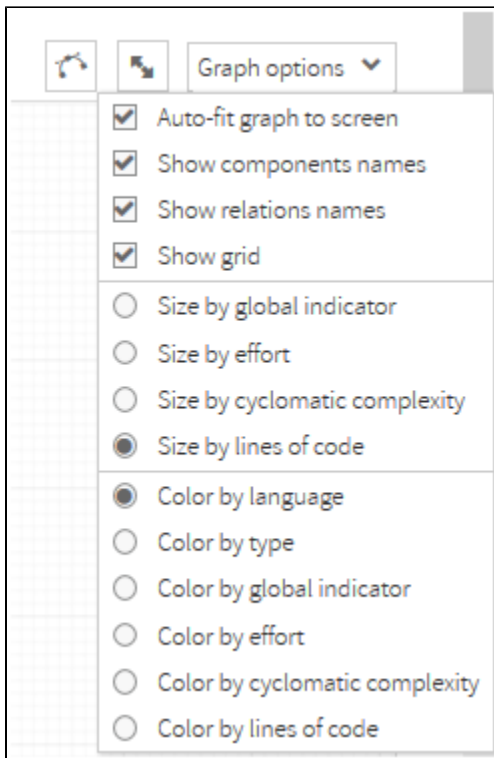 Graph options
Auto-fit graph to screen
Show components names
Show relations names
Show grid
Size by global indicator
Size by effort
Size by cyclomatic complexity
Size by lines of code
Color by language
Color by type
Color by global indicator
Color by effort
Color by cyclomatic complexity
Color by lines of code